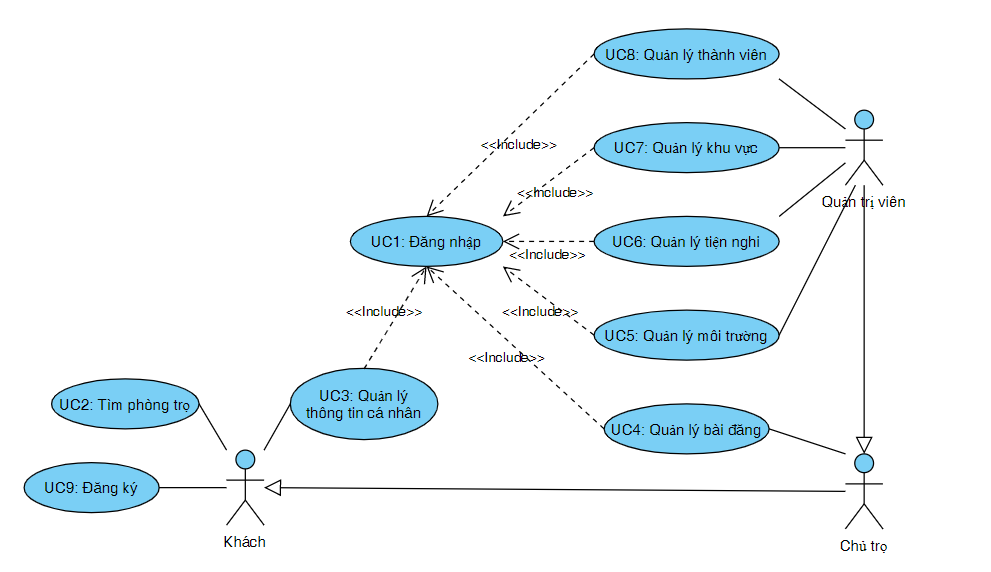 UC8: Quản lý thành viên
<<Include>>
UC7: Quản lý khu vực
<<Include>>
Quản trị viên
UC1: Đăng nhập
UC6: Quản lý tiện nghi
<<Include>>
<<Include>>
<<Include>>
UC5: Quản lý môi trường
<<Include>>
UC3: Quản lý
thông tin cá nhân
UC2: Tìm phòng trọ
UC4: Quản lý bài đăng
UC9: Đăng ký
Khách
Chủ trọ